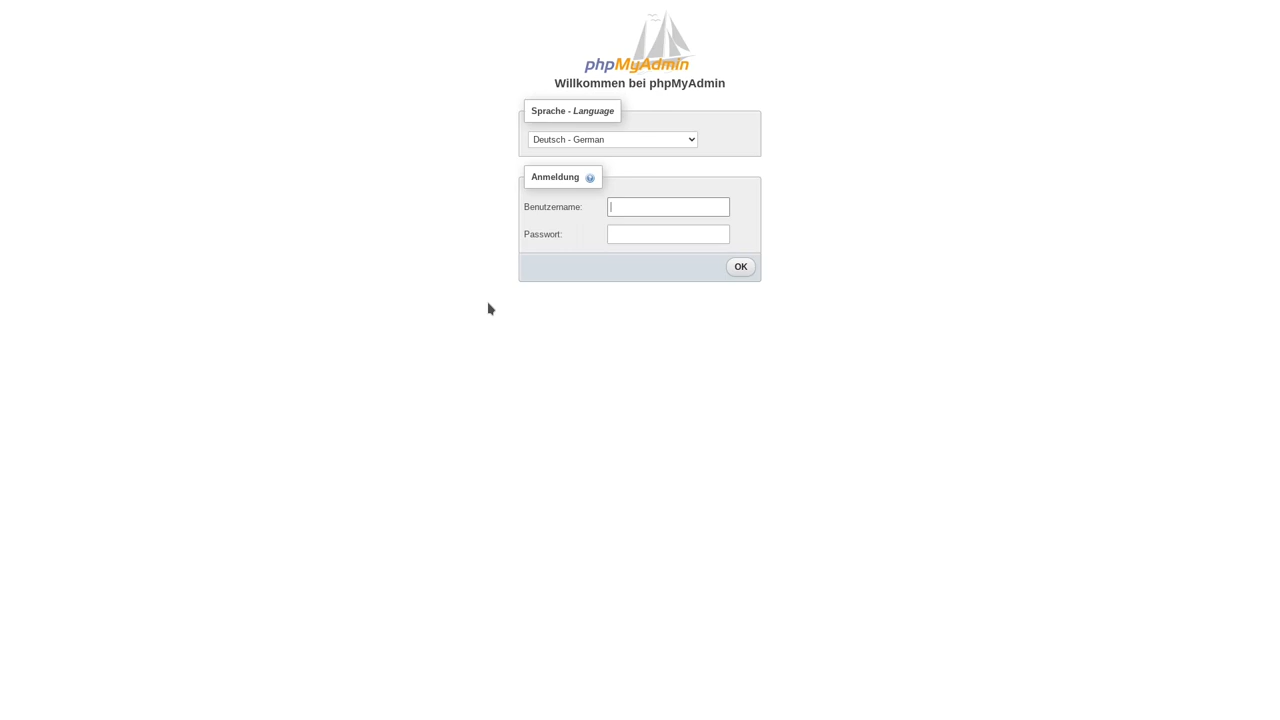 phpMyAdmin
Willkommen bei phpMyAdmin
Sprache - Language
Deutsch - German
Anmeldung
Benutzername:
Passwort:
OK